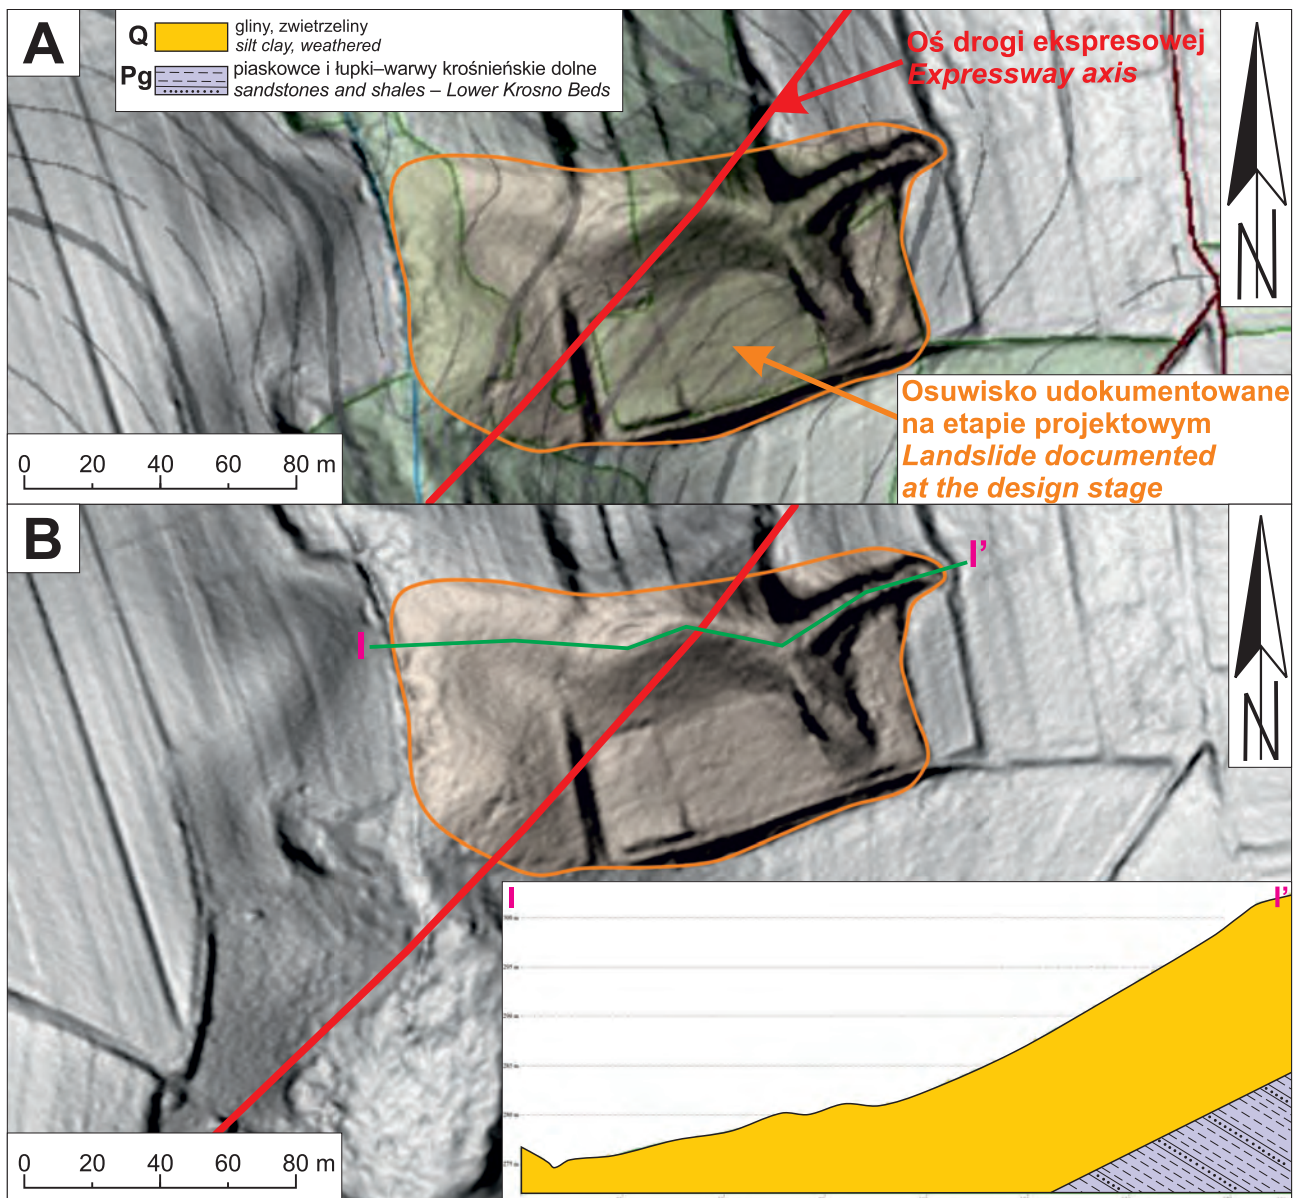 A
Q
gliny, zwietrzeliny
silt clay, weathered
Pg
piaskowce i łupki–warwy krośnieńskie dolne
sandstones and shales – Lower Krosno Beds
Oś drogi ekspresowej
Expressway axis
N
Osuwisko udokumentowane
na etapie projektowym
Landslide documented
at the design stage
0 20 40 60 80 m
B
I
I’
N
I
I’
0 20 40 60 80 m